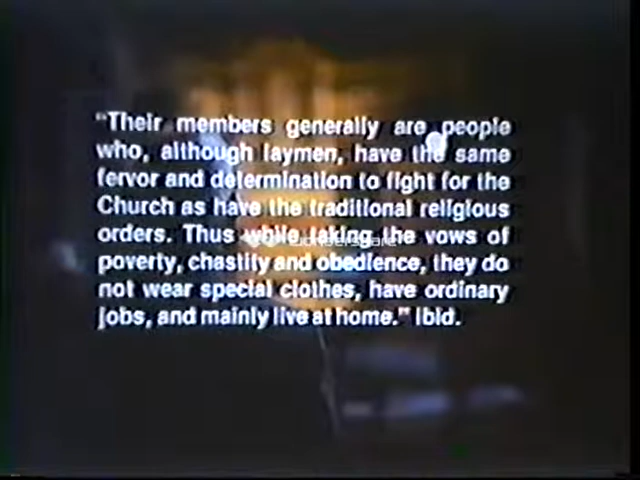 "Their members generally are people
who, although laymen, have the same
fervor and determination to fight for the
Church as have the traditional religious
orders. Thus while taking the vows of
poverty, chastity and obedience, they do
not wear special clothes, have ordinary
jobs, and mainly live at home." Ibid.